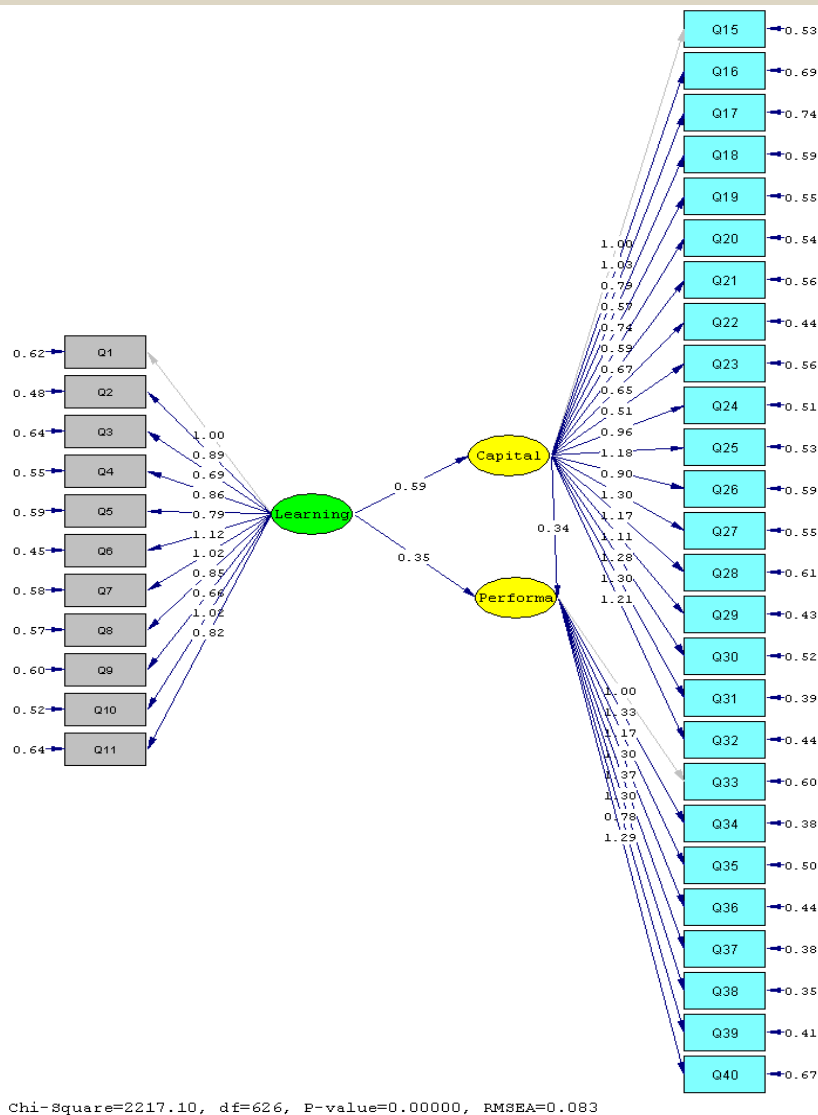 Q15 0.53
Q16 0.69
Q17 0.74
Q18 0.59
Q19 0.55
Q20 0.54
Q21 0.56
Q22 0.44
Q23 0.56
Q24 0.51
Q25 0.53
Q26 0.59
Q27 0.55
Q28 0.61
Q29 0.43
Q30 0.52
Q31 0.39
Q32 0.44
Q33 0.60
Q34 0.38
Q35 0.50
Q36 0.44
Q37 0.38
Q38 0.35
Q39 0.41
Q40 0.67
1.00
1.03
0.79
0.57
0.74
0.59
0.67
0.65
0.51
0.96
1.18
0.90
1.30
1.17
1.11
1.28
1.30
1.21
0.62 Q1
0.48 Q2
0.64 Q3
0.55 Q4
0.59 Q5
0.45 Q6
0.58 Q7
0.57 Q8
0.60 Q9
0.52 Q10
0.64 Q11
1.00
0.89
0.69
0.86
0.79
1.12
1.02
0.85
0.66
1.02
0.82
Learning
0.59
0.35
Capital
0.34
Performa
1.00
1.33
1.17
1.30
1.37
1.30
0.78
1.29
Chi-Square=2217.10, df=626, P-value=0.00000, RMSEA=0.083